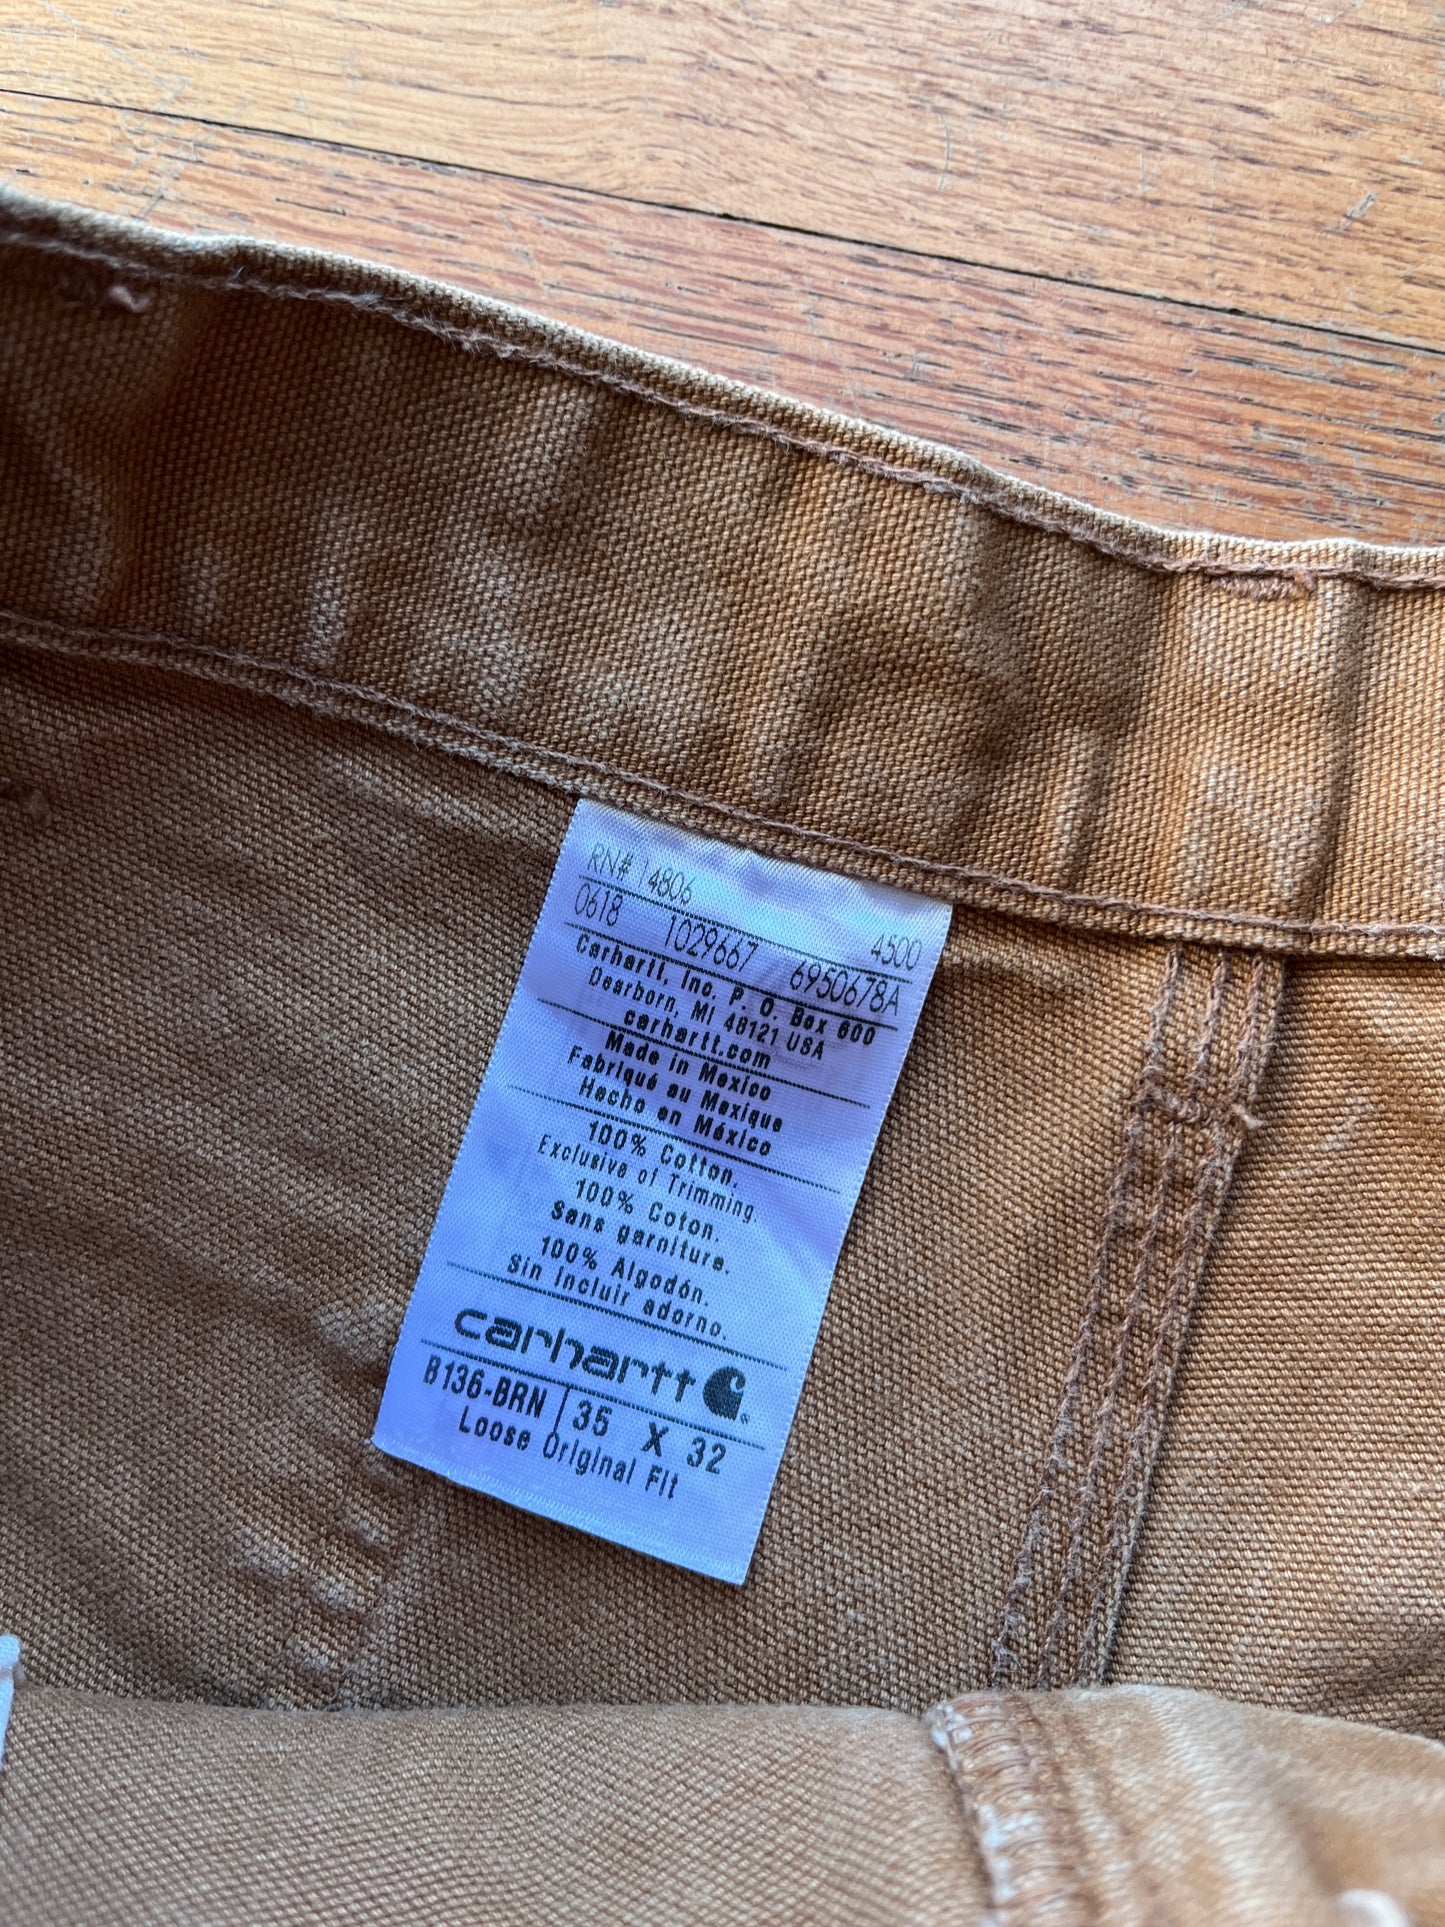 RN# 14806
0618 1029667 4500
6950678A
Carhartt, Inc. P. O. Box 600
Dearborn, MI 48121 USA
carhartt.com
Made in Mexico
Fabriqué au Mexique
Hecho en México
100% Cotton.
Exclusive of Trimming.
100% Coton.
Sans garniture.
100% Algodón.
Sin Incluir adorno.
carhartt
B136-BRN 35 X 32
Loose Original Fit